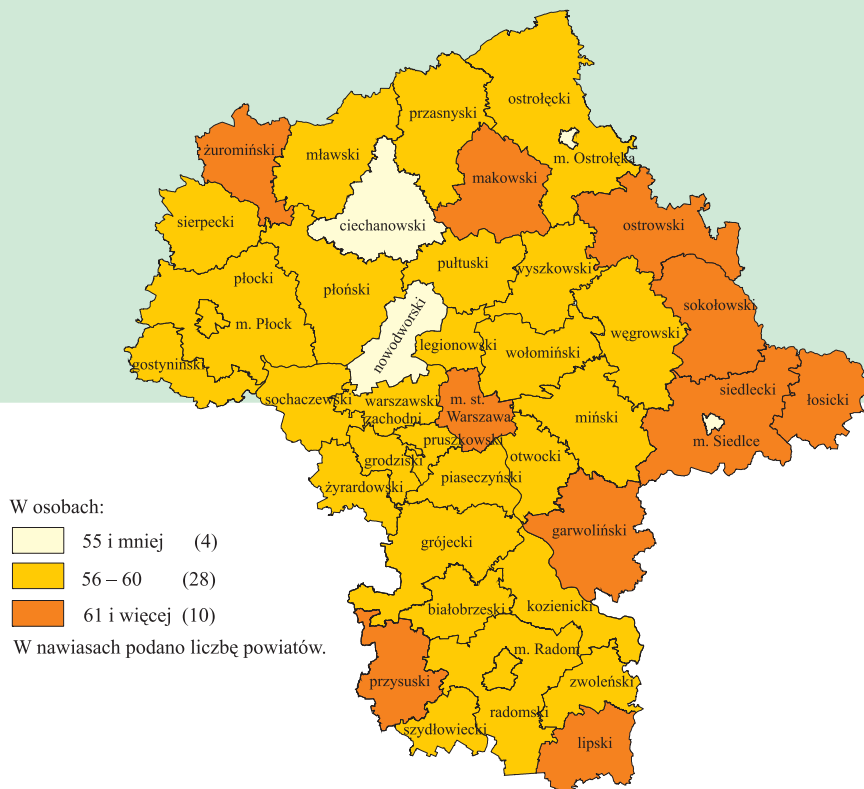 ostrołęcki
przasnyski
żuromiński
mławski
m. Ostrołęka
makowski
sierpecki
ciechanowski
ostrowski
płocki
pułtuski
wyszkowski
płoński
sokołowski
m. Płock
nowodworski
węgrowski
legionowski
wołomiński
gostyniński
sochaczewski
warszawski
zachodni
m. st.
Warszawa
siedlecki
łosicki
miński
m. Siedlce
pruszkowski
otwocki
grodziski
piaseczyński
żyrardowski
W osobach:
55 i mniej (4)
56 – 60 (28)
61 i więcej (10)
W nawiasach podano liczbę powiatów.
garwoliński
grójecki
białobrzeski
kozienicki
m. Radom
przysuski
zwoleński
radomski
szydłowiecki
lipski